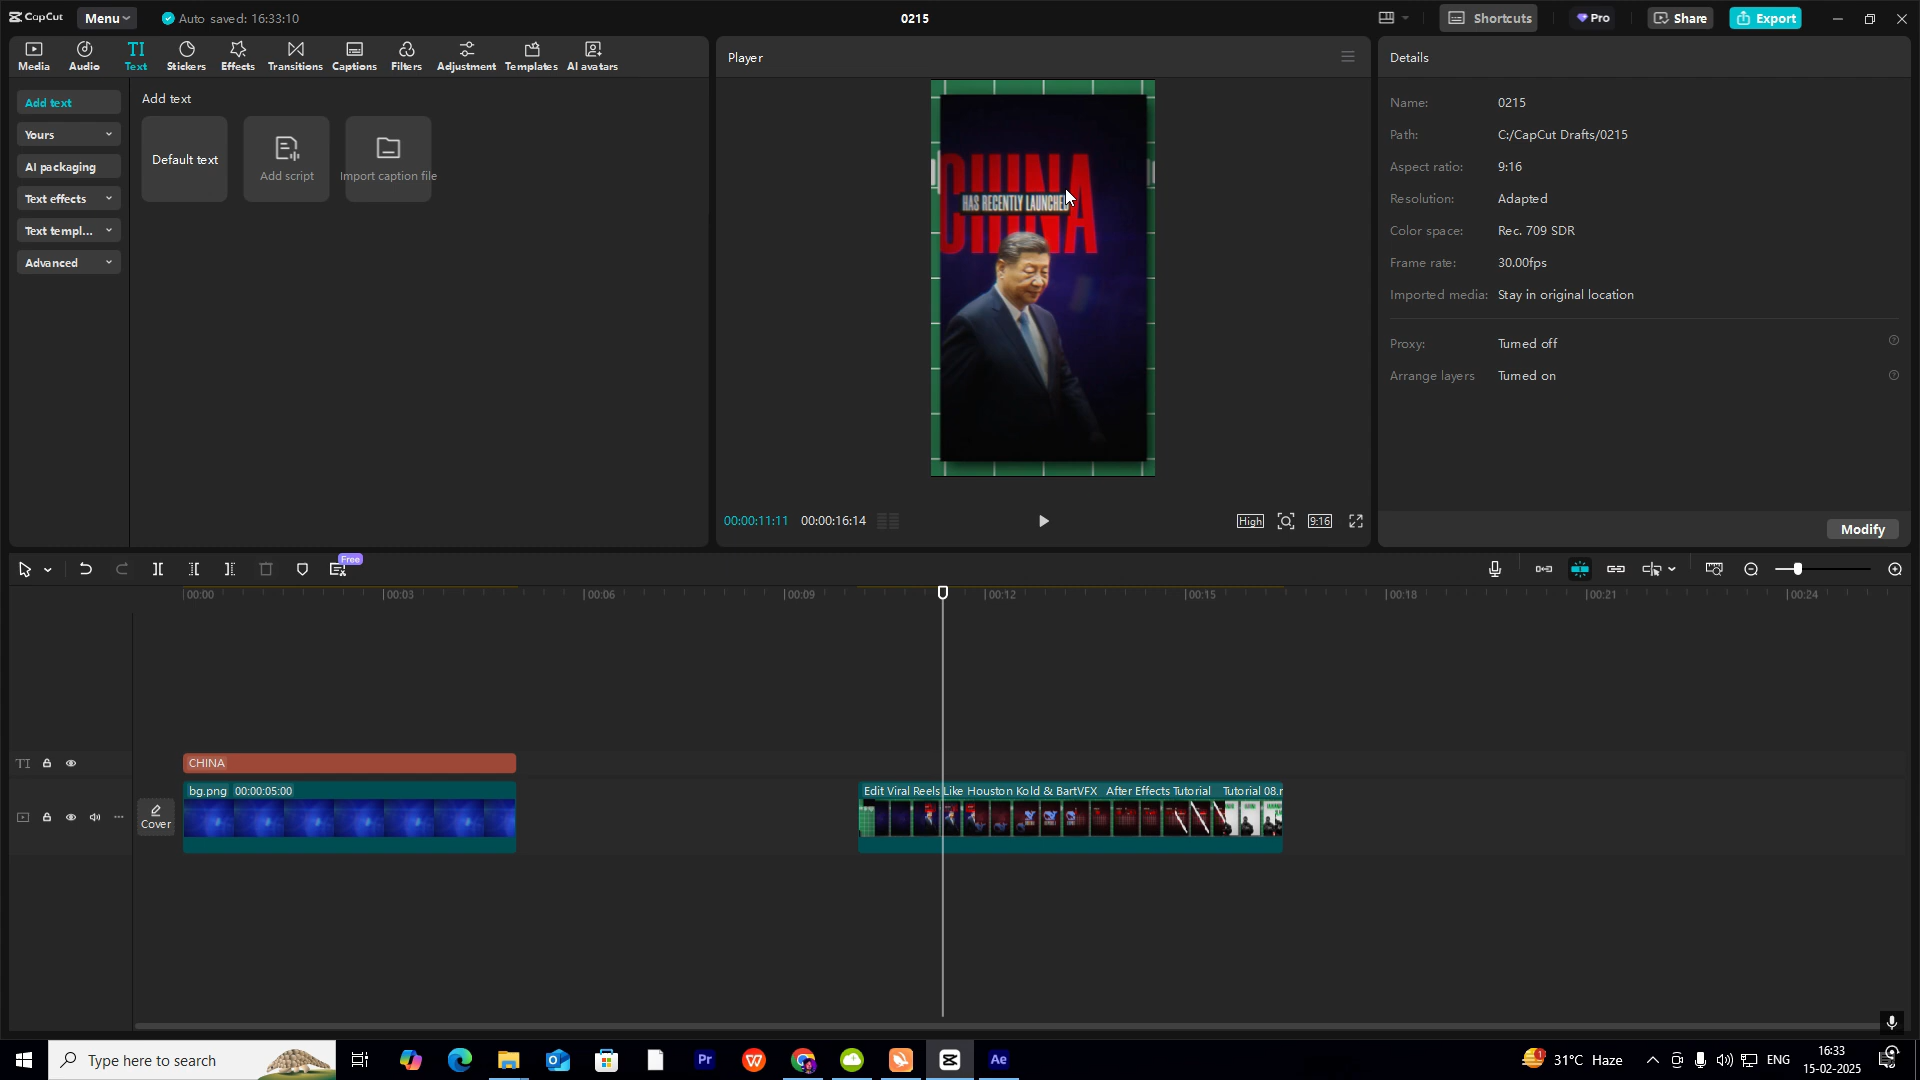 CapCut
Menu
Auto saved: 16:33:10
0215
Shortcuts
Pro
Share
Export
Media
Audio
TI
Text
Stickers
Effects
Transitions
Captions
Filters
Adjustment
Templates
AI avatars
Add text
Yours
AI packaging
Text effects
Text templ...
Advanced
Add text
Default text
Add script
Import caption file
Player
CHINA
HAS RECENTLY LAUNCHED
00:00:11:11
00:00:16:14
High
9:16
Details
Name: 0215
Path: C:/CapCut Drafts/0215
Aspect ratio: 9:16
Resolution: Adapted
Color space: Rec. 709 SDR
Frame rate: 30.00fps
Imported media: Stay in original location
Proxy: Turned off
Arrange layers Turned on
Modify
Free
00:00
00:03
00:06
00:09
00:12
00:15
00:18
00:21
00:24
TI
CHINA
Cover
bg.png 00:00:05:00
Edit Viral Reels Like Houston Kold & BartVFX After Effects Tutorial Tutorial 08.r
Type here to search
Pr
W
Ae
1
31°C Haze
ENG
16:33
15-02-2025